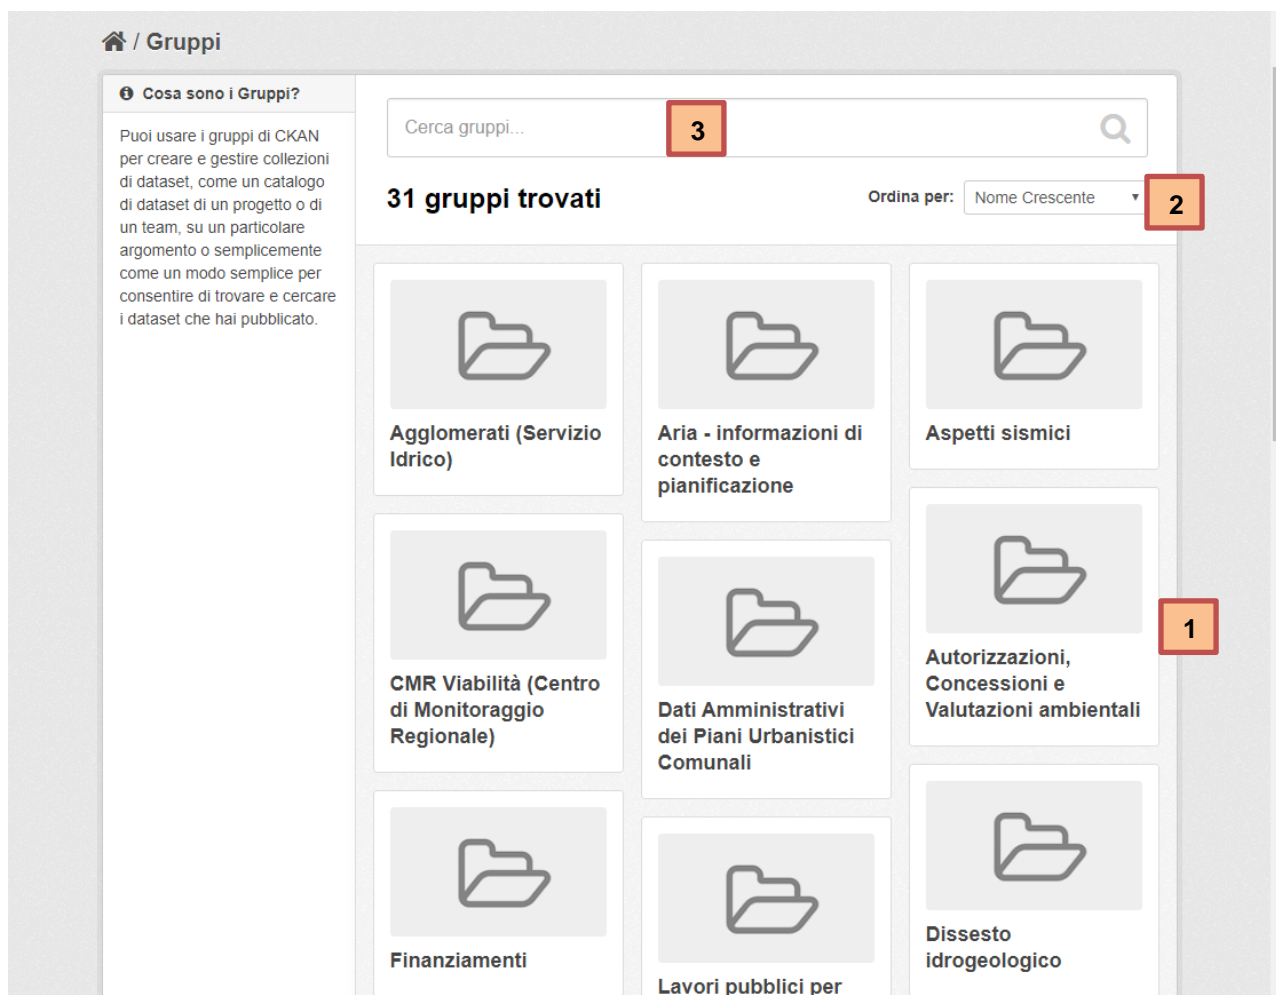 / Gruppi
Cosa sono i Gruppi?
Puoi usare i gruppi di CKAN
per creare e gestire collezioni
di dataset, come un catalogo
di dataset di un progetto o di
un team, su un particolare
argomento o semplicemente
come un modo semplice per
consentire di trovare e cercare
i dataset che hai pubblicato.
Cerca gruppi...
3
31 gruppi trovati
Ordina per: Nome Crescente
2
Agglomerati (Servizio
Idrico)
Aria - informazioni di
contesto e
pianificazione
Aspetti sismici
CMR Viabilità (Centro
di Monitoraggio
Regionale)
Dati Amministrativi
dei Piani Urbanistici
Comunali
Autorizzazioni,
Concessioni e
Valutazioni ambientali
1
Finanziamenti
Lavori pubblici per
Dissesto
idrogeologico